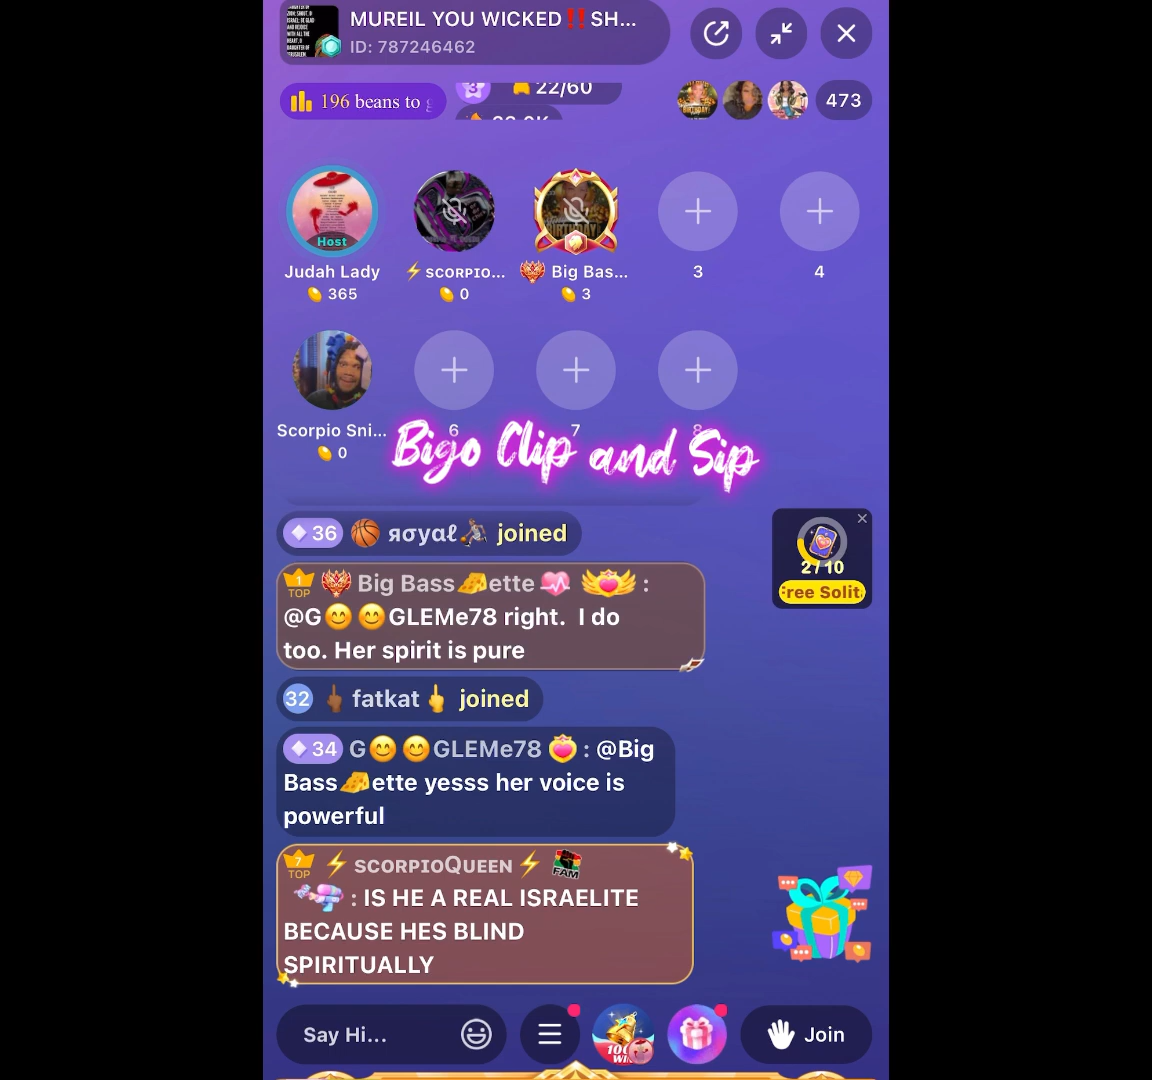 MUREIL YOU WICKED‼️SH...
ID: 787246462
196 beans to g
22/60
473
Host
Judah Lady
⚡ꜱᴄᴏʀᴘɪᴏ...
Big Bas...
3
4
365
0
3
Scorpio Sni...
6
7
8
0
Bigo Clip and Sip
36 🏀 яσуαℓ⛹🏿 joined
2/10
Free Solit
1 TOP Big Bass🧀ette💓 :
@G😊😊GLEMe78 right. I do
too. Her spirit is pure
32 🖕🏾 fatkat🖕 joined
34 G😊😊GLEMe78 : @Big
Bass🧀ette yesss her voice is
powerful
7 TOP ⚡ꜱᴄᴏʀᴘɪᴏQᴜᴇᴇɴ⚡ FAM
: IS HE A REAL ISRAELITE
BECAUSE HES BLIND
SPIRITUALLY
Say Hi...
Join